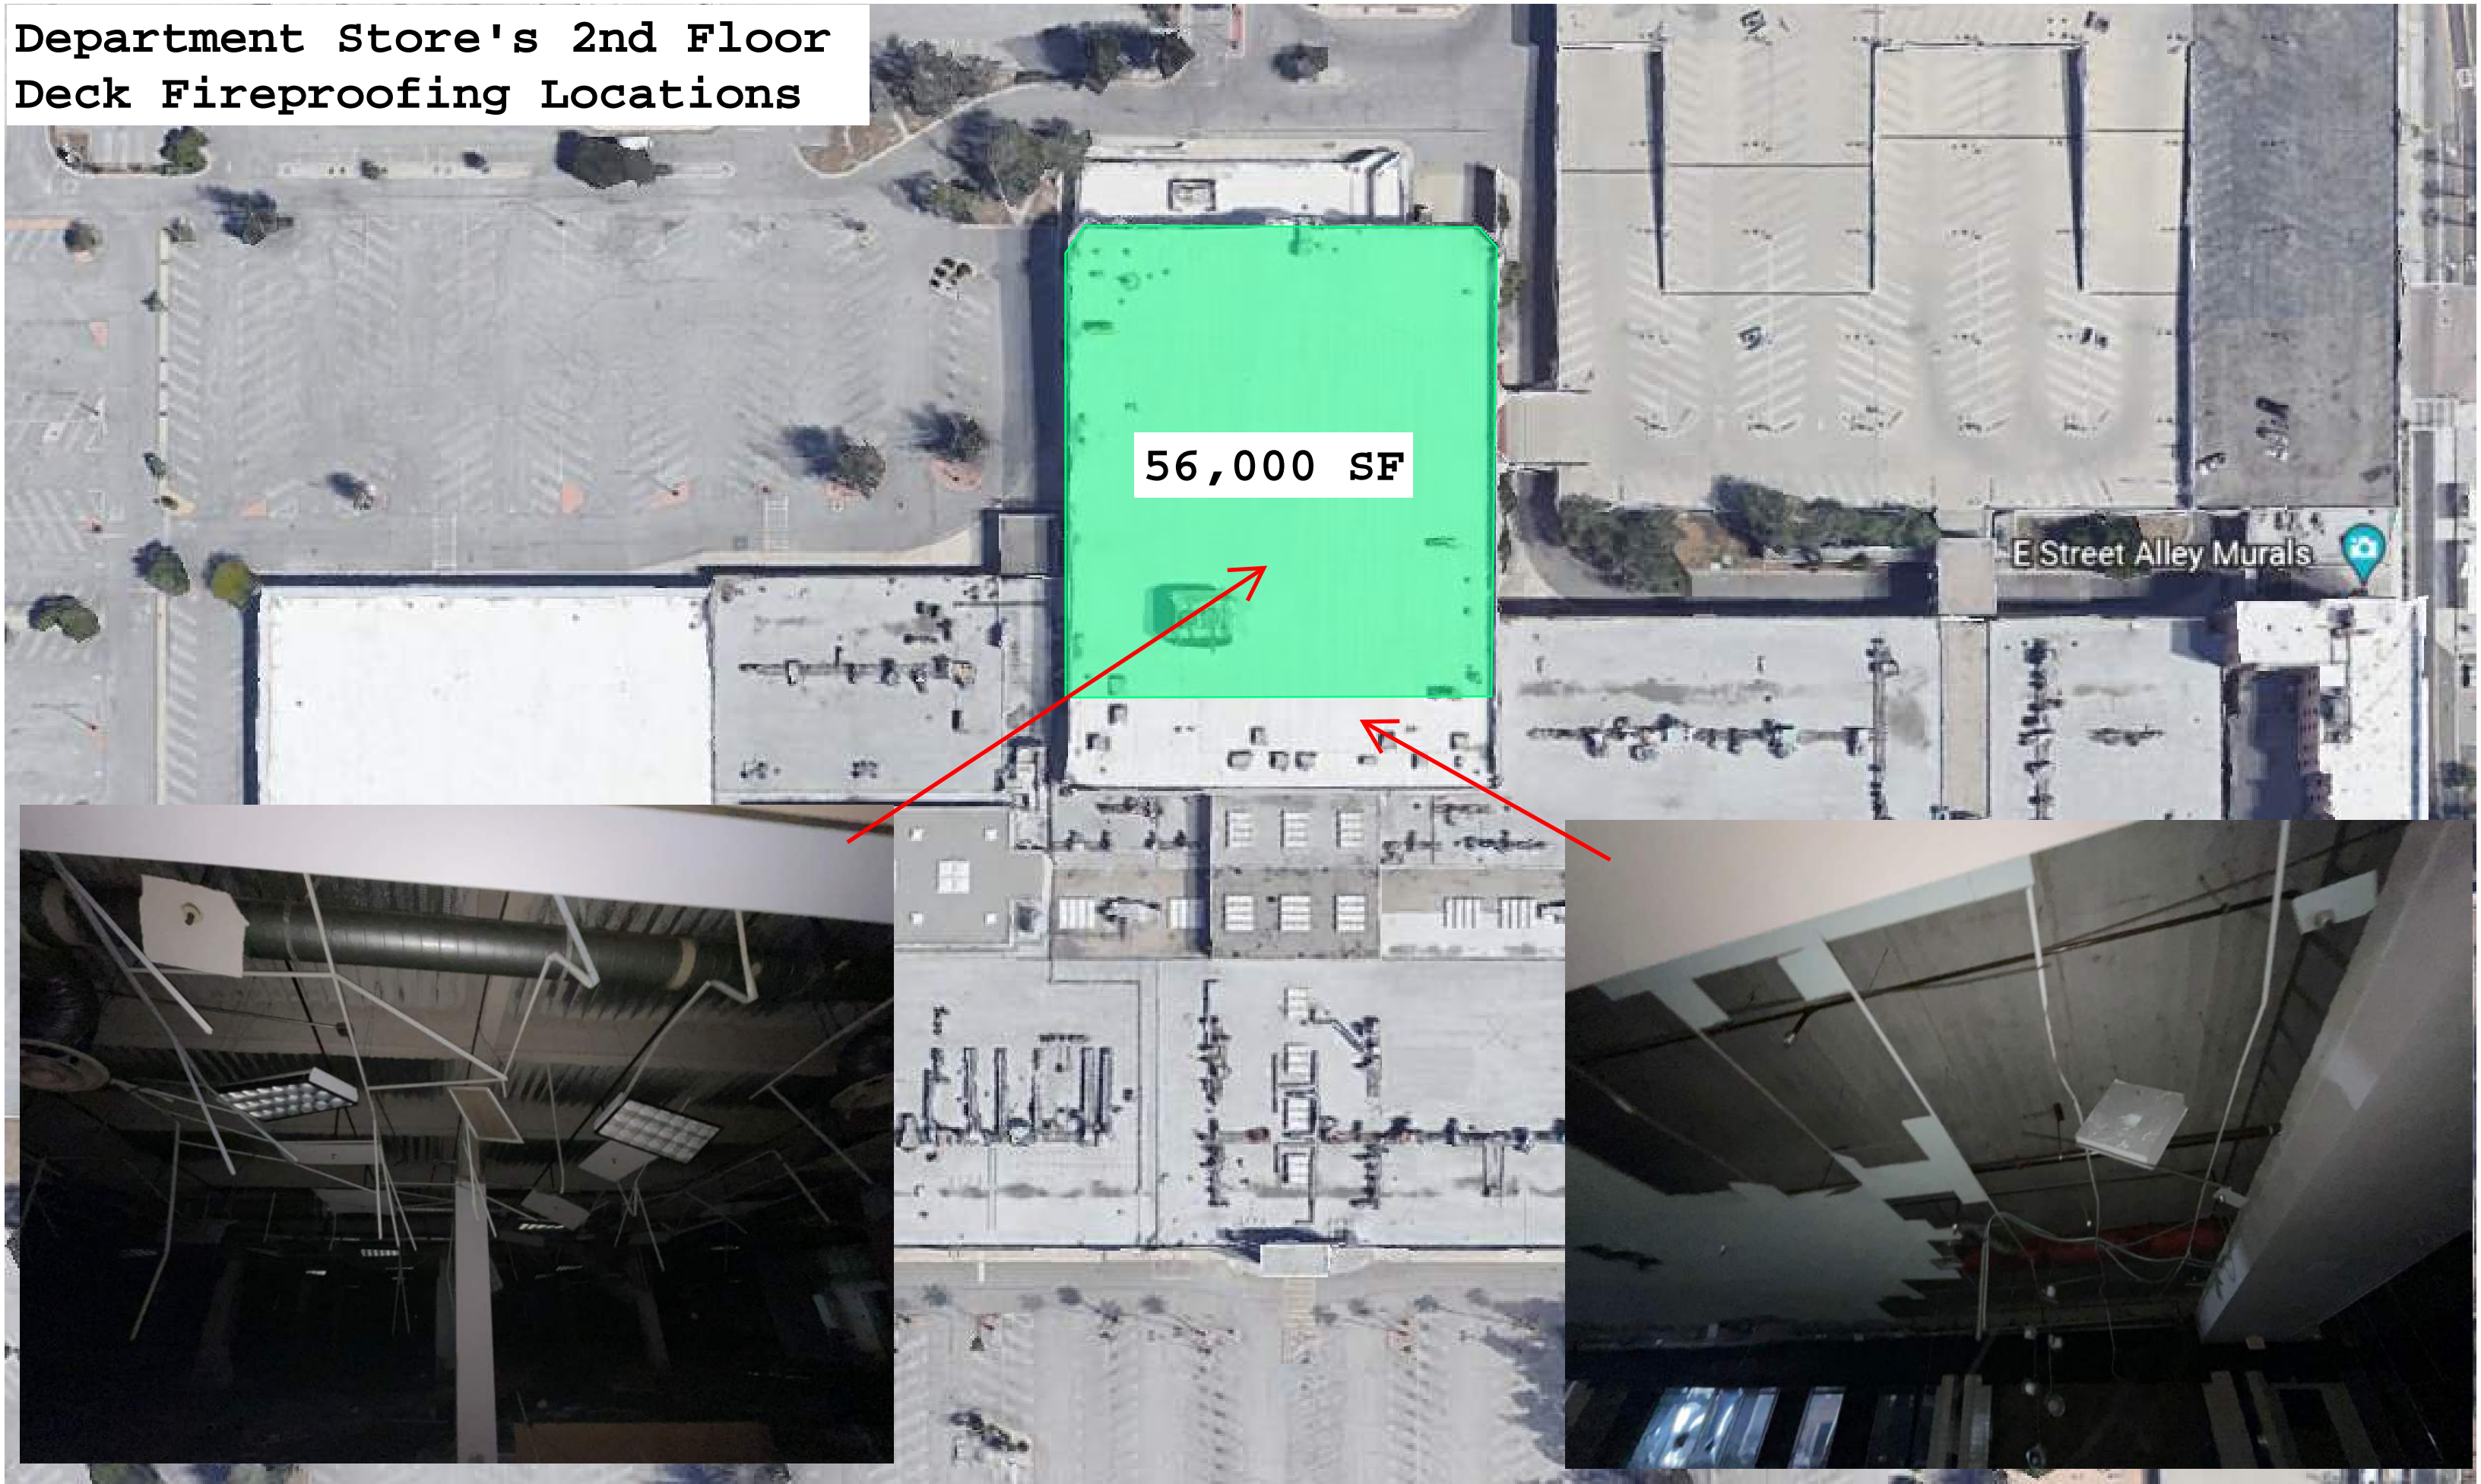 Department Store's 2nd Floor
Deck Fireproofing Locations
56,000 SF
E Street Alley Murals